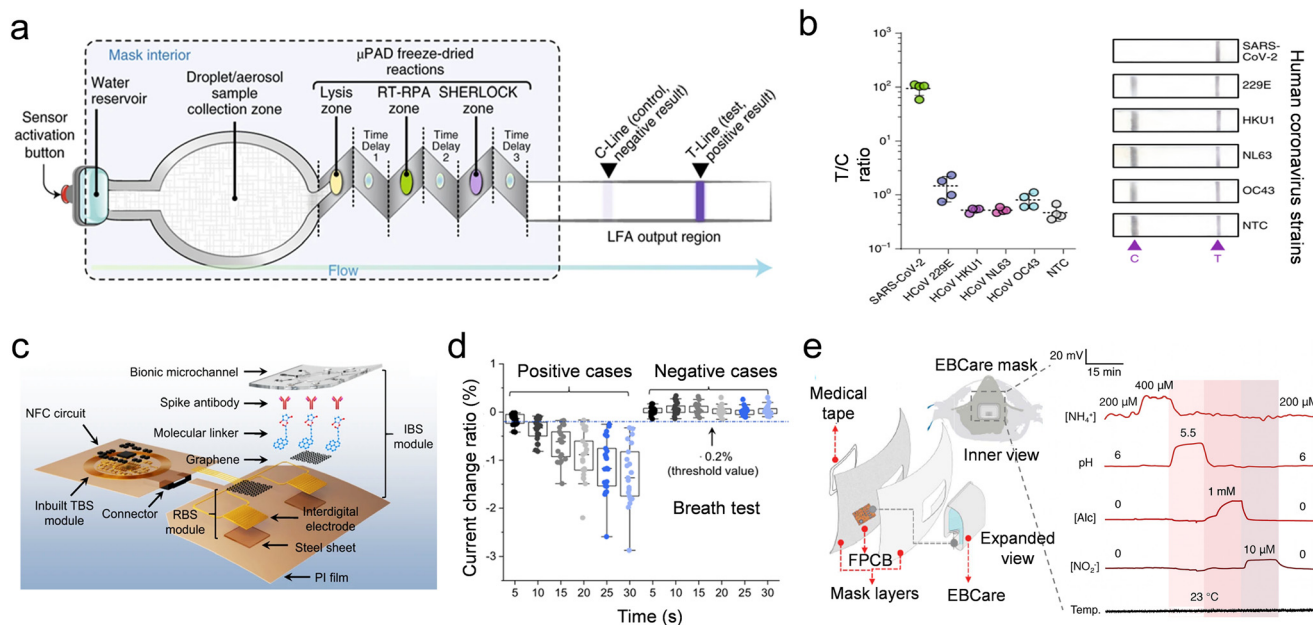 a
Mask interior
Water
reservoir
Sensor
activation
button
Droplet/aerosol
sample
collection zone
μPAD freeze-dried
reactions
Lysis
zone
RT-RPA
zone
SHERLOCK
zone
Time
Delay
1
Time
Delay
2
Time
Delay
3
C-Line (control,
negative result)
T-Line (test,
positive result)
LFA output region
Flow
b
T/C
ratio
10³
10²
10¹
10⁰
10⁻¹
SARS-CoV-2
HCoV 229E
HCoV HKU1
HCoV NL63
HCoV OC43
NTC
SARS-
CoV-2
229E
HKU1
NL63
OC43
NTC
C
T
Human coronavirus strains
c
Bionic microchannel
Spike antibody
Molecular linker
Graphene
NFC circuit
Inbuilt TBS
module
Connector
RBS
module
IBS
module
Interdigital
electrode
Steel sheet
PI film
d
Current change ratio (%)
1
0
-1
-2
-3
Positive cases
Negative cases
- 0.2%
(threshold value)
Breath test
5 10 15 20 25 30 5 10 15 20 25 30
Time (s)
e
EBCare mask
Medical
tape
Inner view
Expanded
view
FPCB
Mask layers
EBCare
20 mV
15 min
[NH₄⁺]
200 μM
400 μM
200 μM
pH
6
5.5
6
[Alc]
0
1 mM
0
[NO₂⁻]
0
10 μM
0
Temp.
23 °C